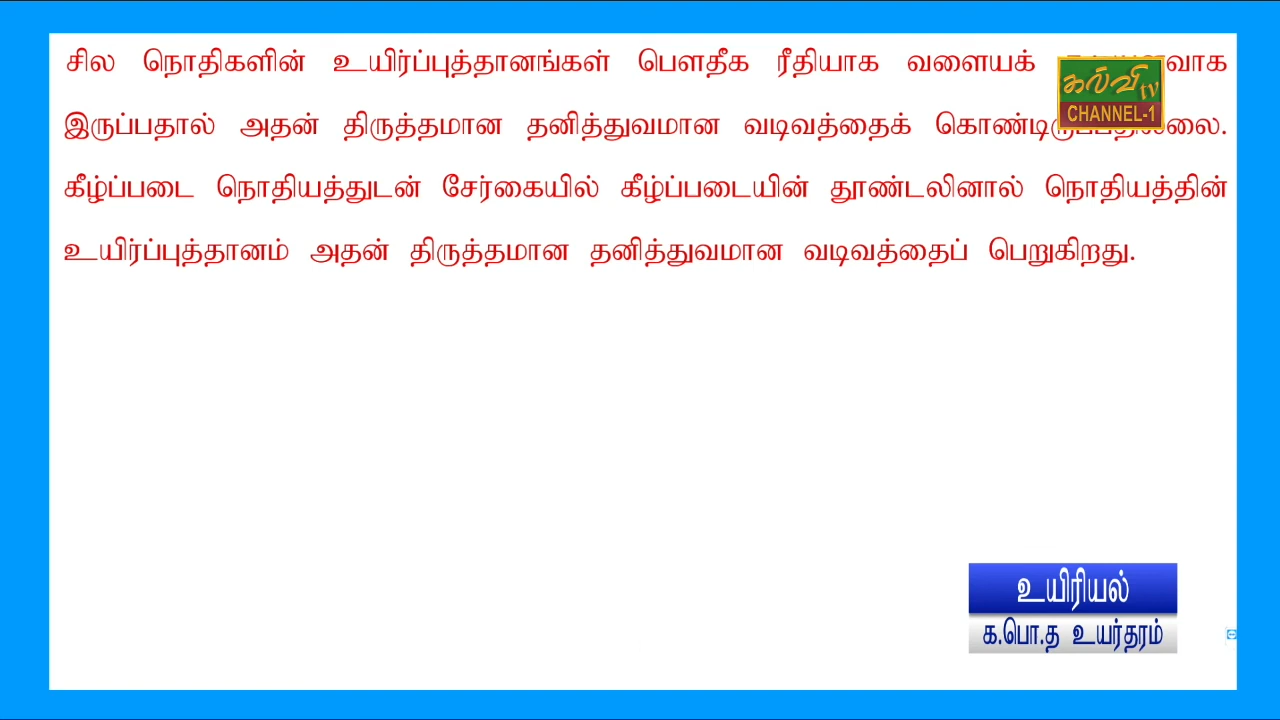 சில நொதிகளின் உயிர்ப்புத்தானங்கள் பௌதீக ரீதியாக வளையக்
கல்வி TV
CHANNEL-1
இருப்பதால் அதன் திருத்தமான தனித்துவமான வடிவத்தைக்
கீழ்ப்படை நொதியத்துடன் சேர்கையில் கீழ்ப்படையின் தூண்டலினால் நொதியத்தின்
உயிர்ப்புத்தானம் அதன் திருத்தமான தனித்துவமான வடிவத்தைப் பெறுகிறது.
உயிரியல்
க.பொ.த உயர்தரம்